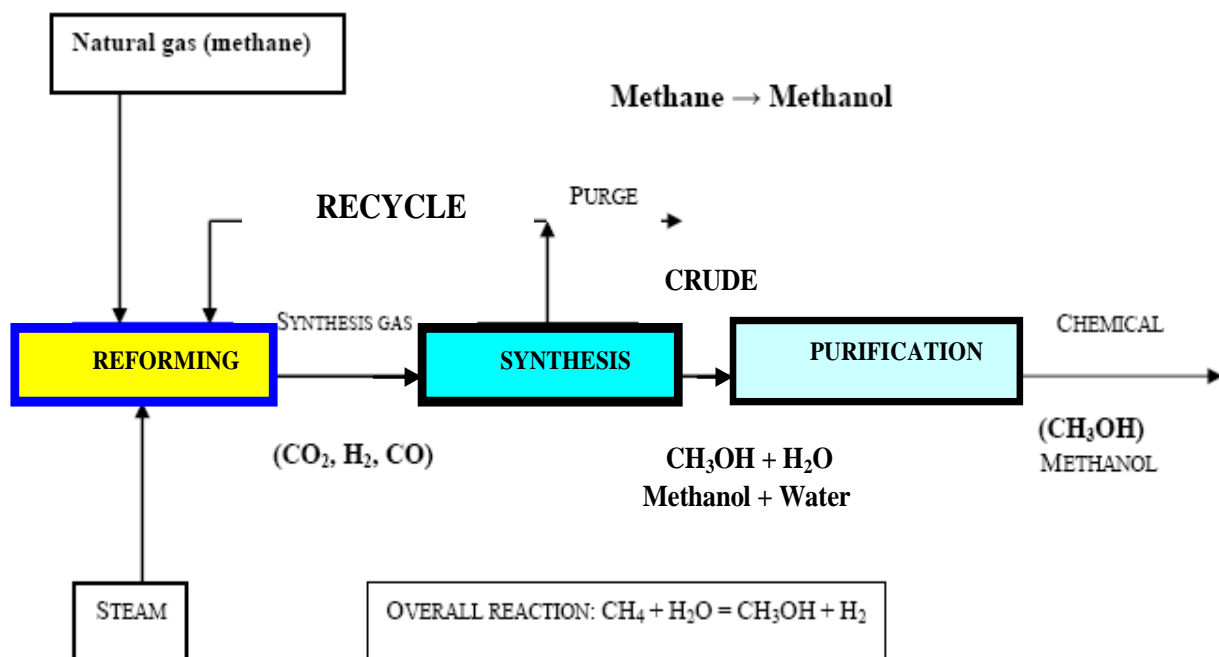 Natural gas (methane)
Methane → Methanol
RECYCLE
PURGE
CRUDE
SYNTHESIS GAS
CHEMICAL
REFORMING
SYNTHESIS
PURIFICATION
(CO₂, H₂, CO)
CH₃OH + H₂O
Methanol + Water
(CH₃OH)
METHANOL
STEAM
OVERALL REACTION: CH₄ + H₂O = CH₃OH + H₂